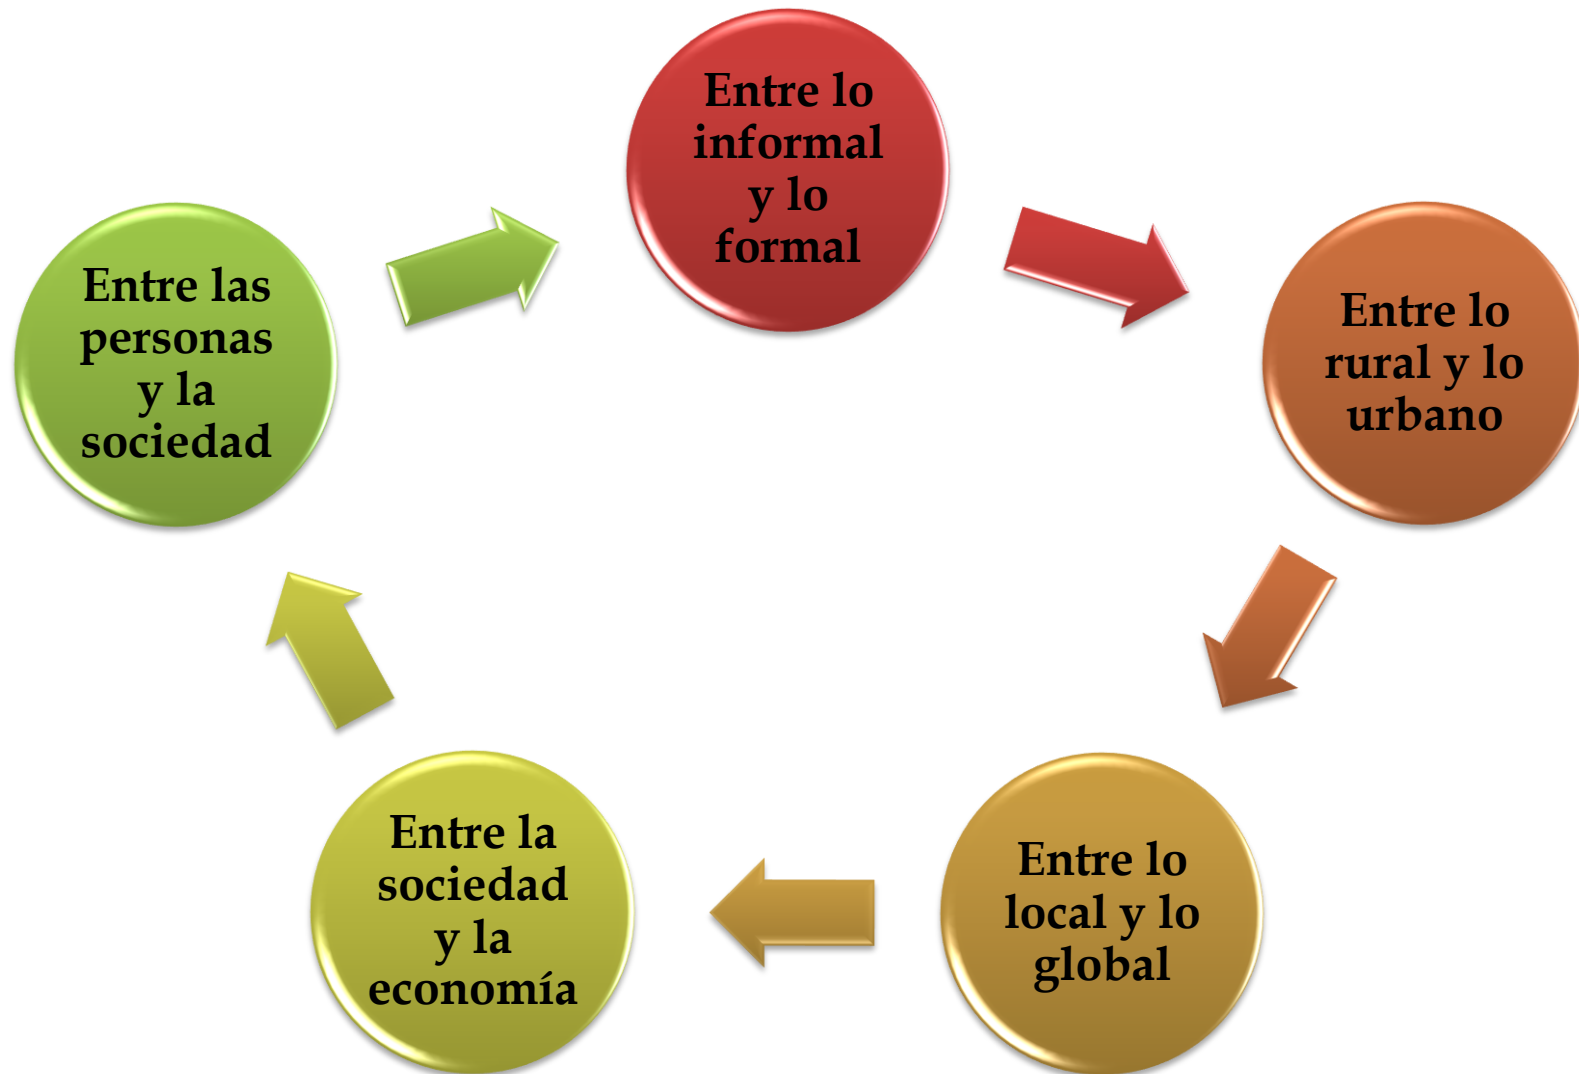 Entre lo
informal
y lo
formal
Entre lo
rural y lo
urbano
Entre lo
local y lo
global
Entre la
sociedad
y la
economía
Entre las
personas
y la
sociedad